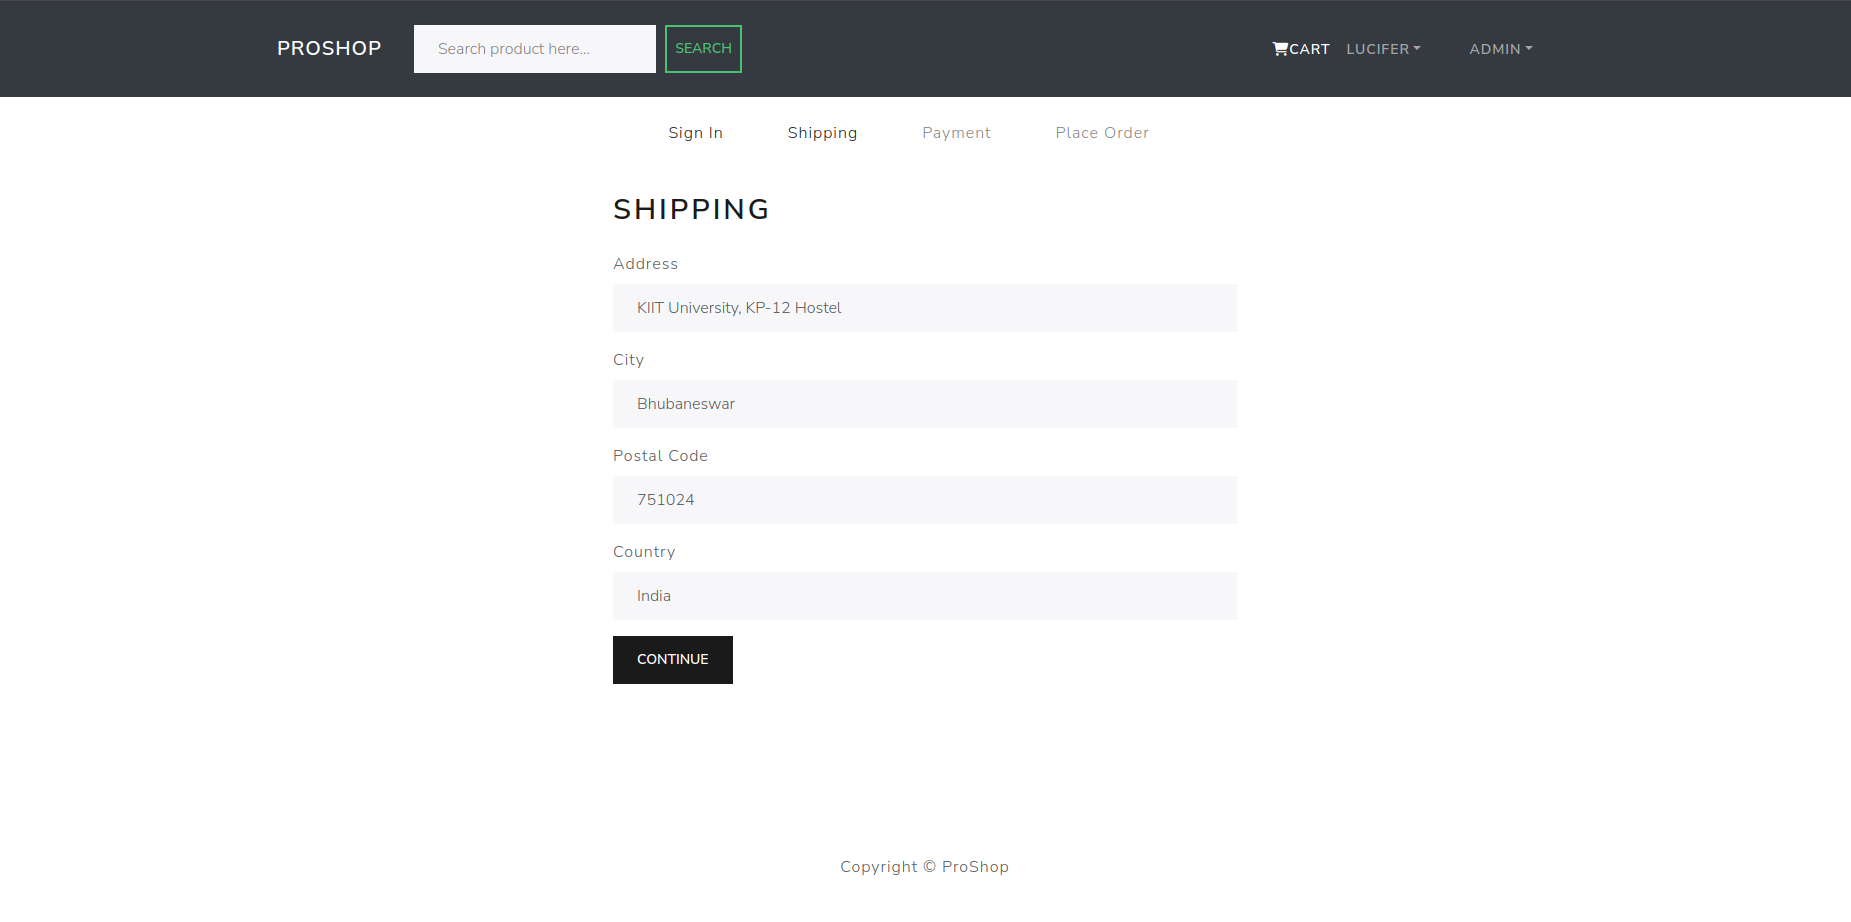 PROSHOP Search product here... SEARCH CART LUCIFER ADMIN
Sign In Shipping Payment Place Order
SHIPPING
Address
KIIT University, KP-12 Hostel
City
Bhubaneswar
Postal Code
751024
Country
India
CONTINUE
Copyright © ProShop